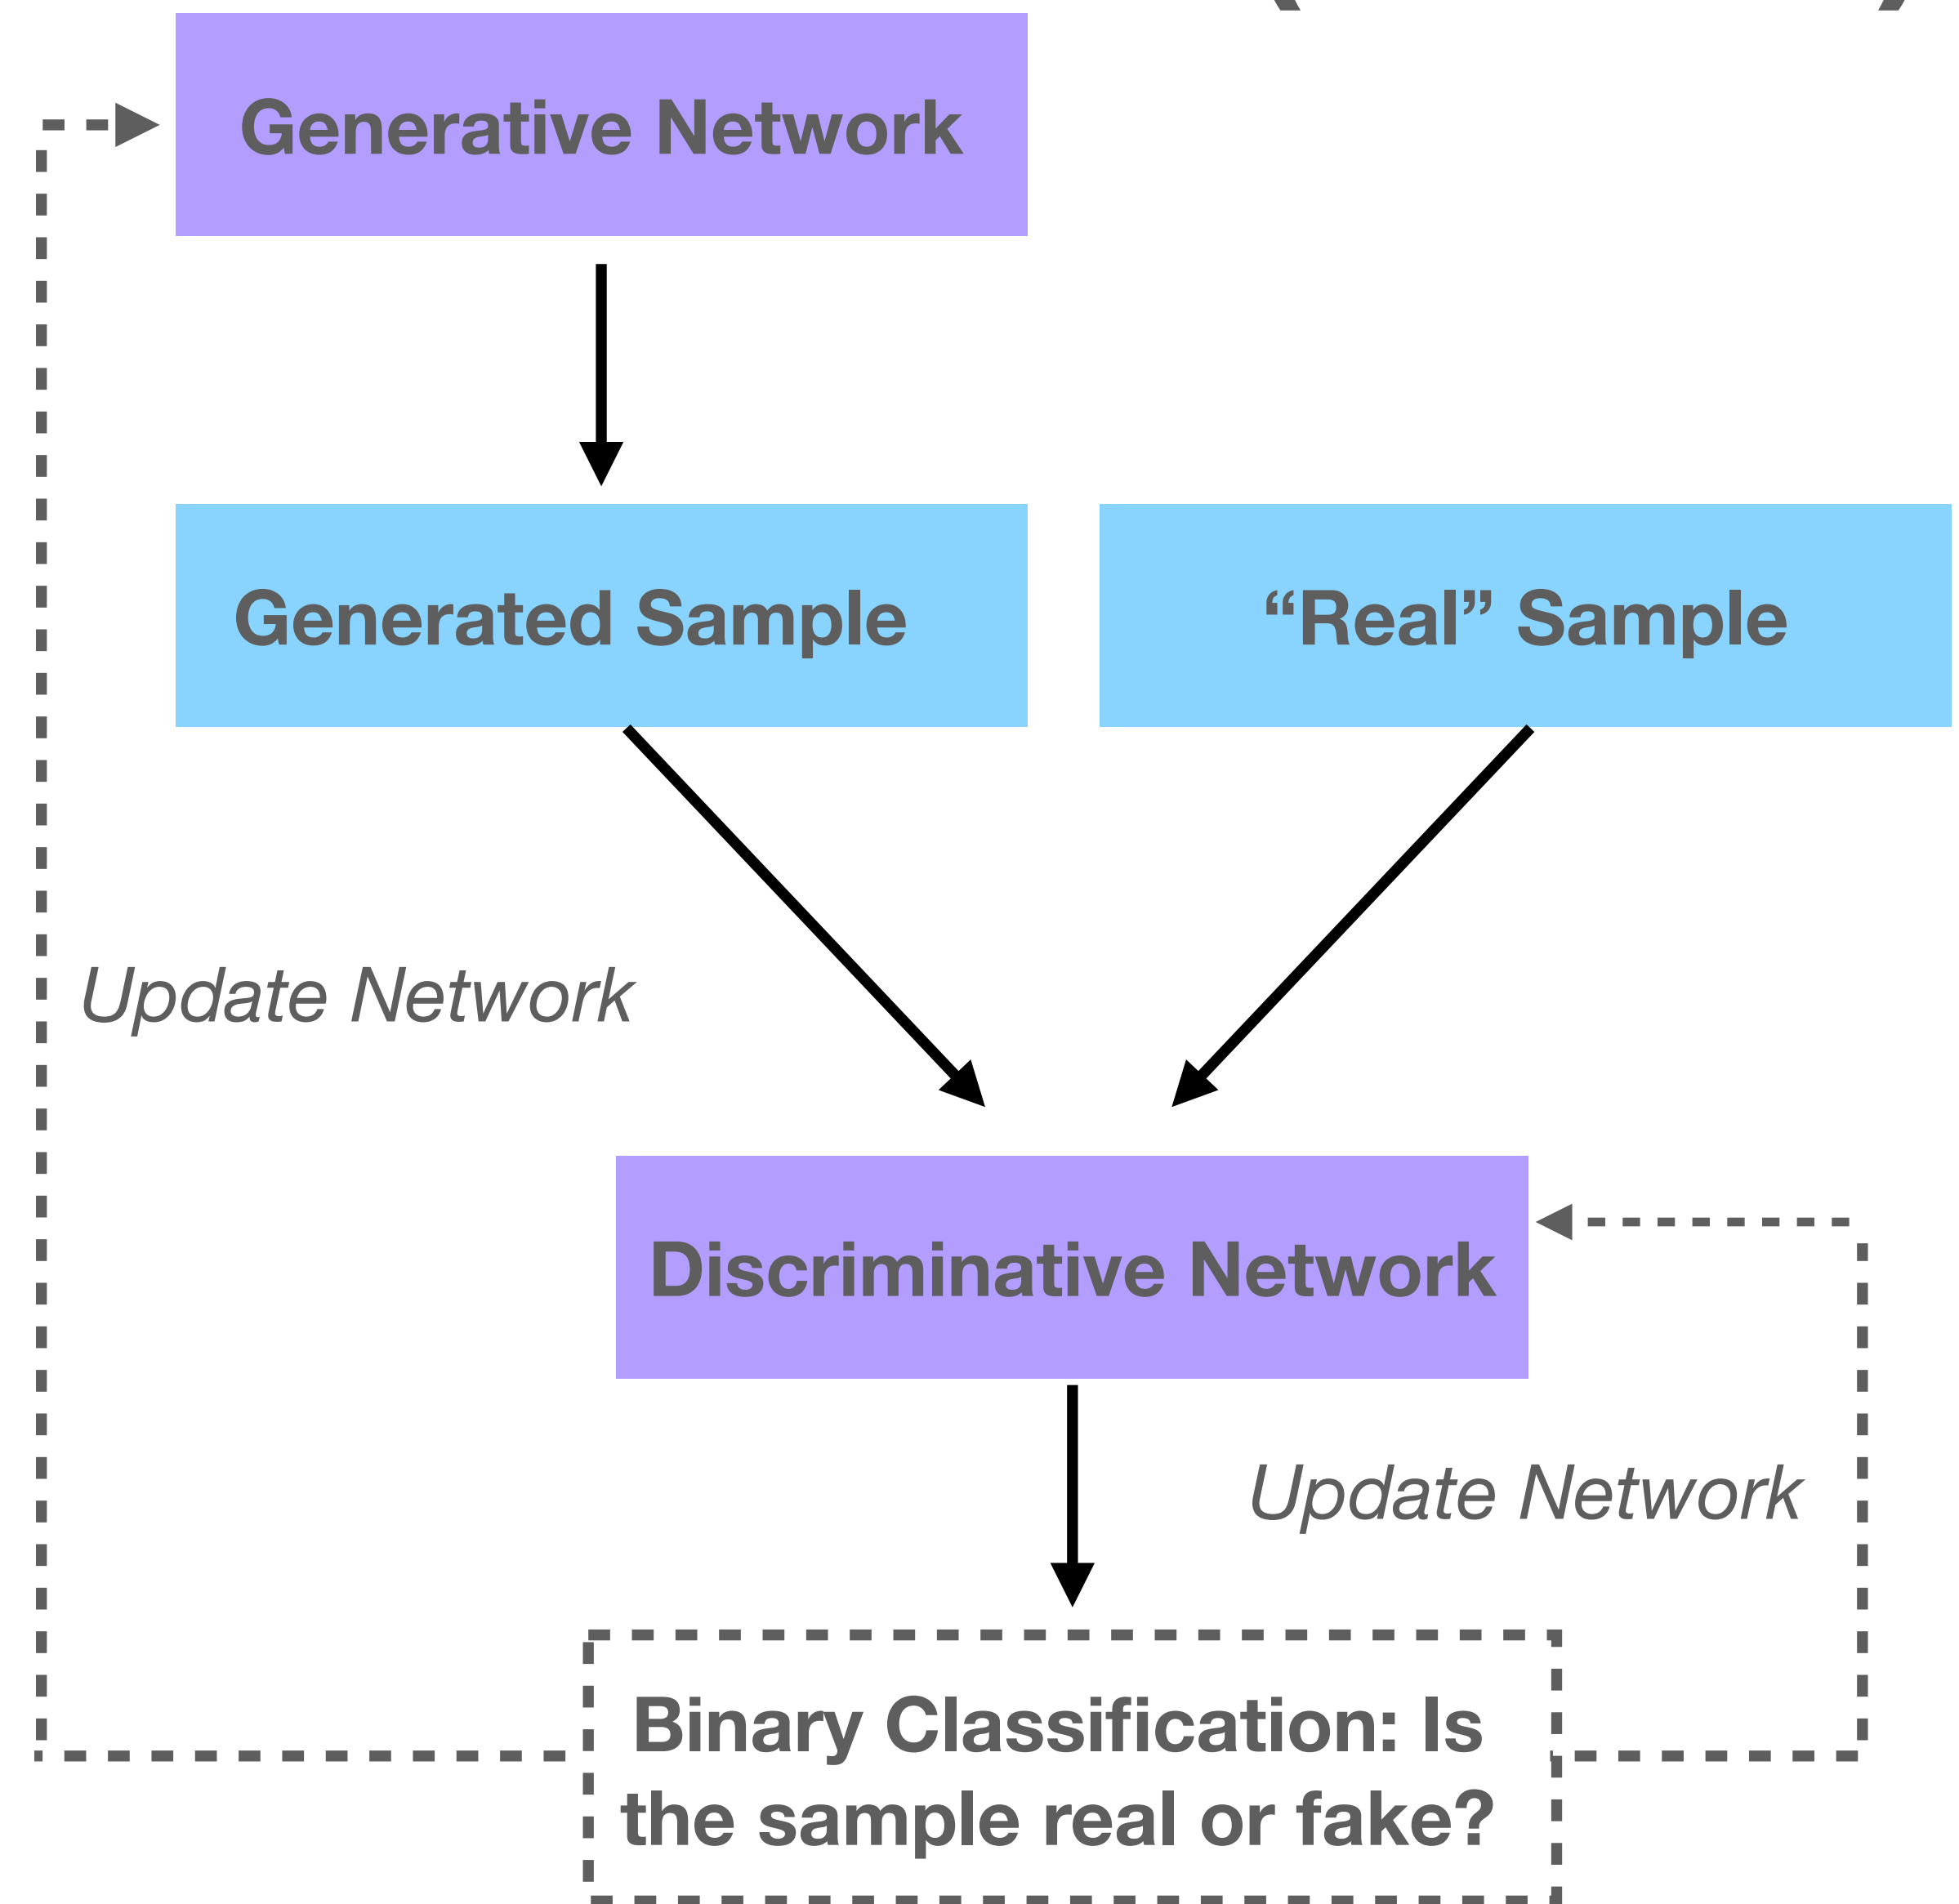 Generative Network
Generated Sample
“Real” Sample
Update Network
Discriminative Network
Update Network
Binary Classification: Is
the sample real or fake?